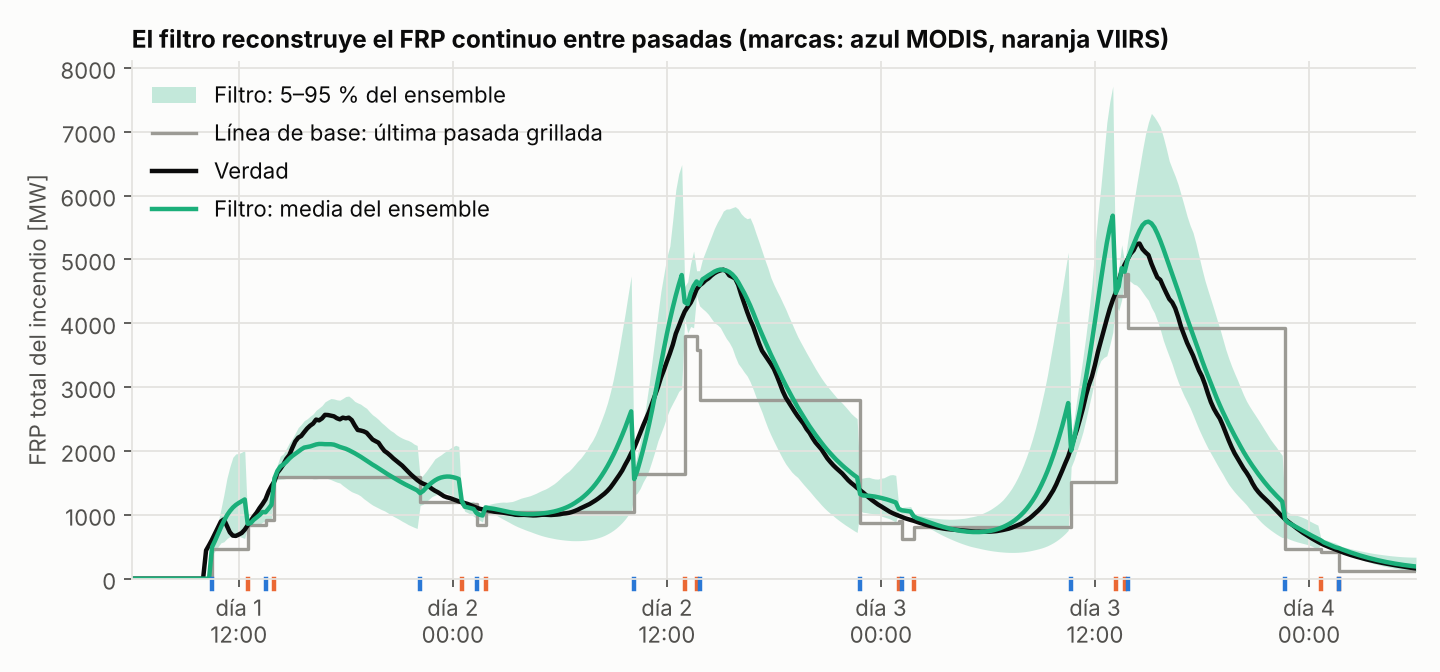 El filtro reconstruye el FRP continuo entre pasadas (marcas: azul MODIS, naranja VIIRS)
FRP total del incendio [MW]
8000
7000
6000
5000
4000
3000
2000
1000
0
Filtro: 5–95 % del ensemble
Línea de base: última pasada grillada
Verdad
Filtro: media del ensemble
día 1
12:00
día 2
00:00
día 2
12:00
día 3
00:00
día 3
12:00
día 4
00:00